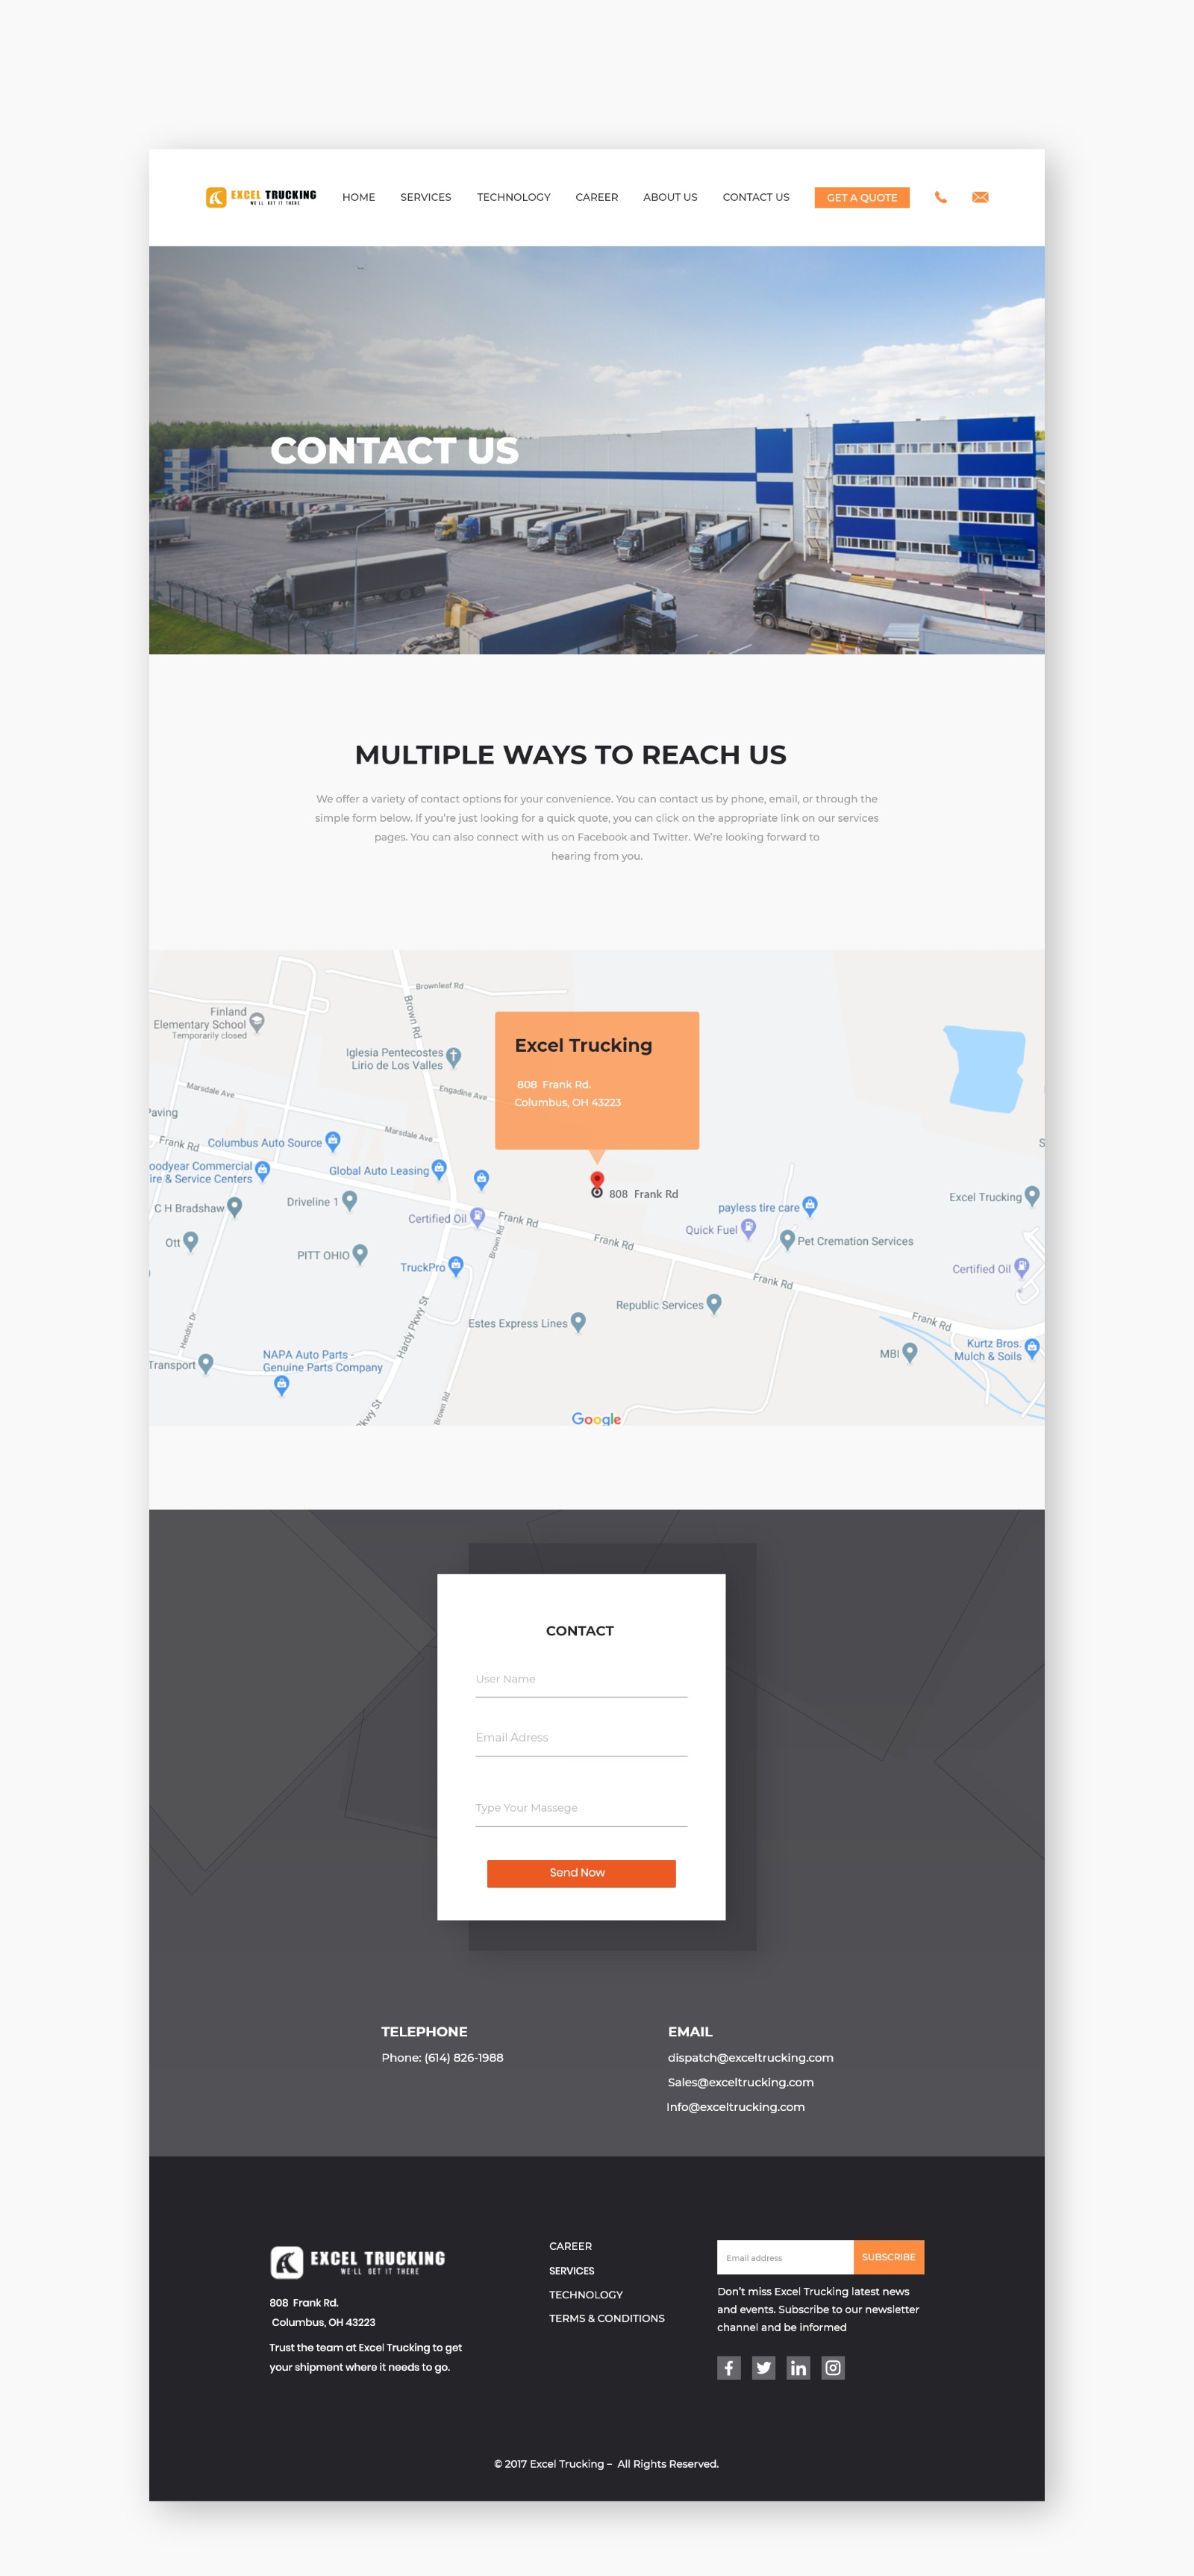 EXCEL TRUCKING
WE'LL GET IT THERE
HOME
SERVICES
TECHNOLOGY
CAREER
ABOUT US
CONTACT US
GET A QUOTE
CONTACT US
MULTIPLE WAYS TO REACH US
We offer a variety of contact options for your convenience. You can contact us by phone, email, or through the
simple form below. If you're just looking for a quick quote, you can click on the appropriate link on our services
pages. You can also connect with us on Facebook and Twitter. We're looking forward to
hearing from you.
Brownleaf Rd
Brown Rd
Finland
Elementary School
Temporarily closed
Iglesia Pentecostes
Lirio de Los Valles
Excel Trucking
808 Frank Rd.
Columbus, OH 43223
Marsdale Ave
Engadine Ave
Paving
Marsdale Ave
Frank Rd
Columbus Auto Source
S
oodyear Commercial
ire & Service Centers
Global Auto Leasing
808 Frank Rd
Excel Trucking
C H Bradshaw
Driveline 1
payless tire care
Certified Oil
Frank Rd
Quick Fuel
Ott
PITT OHIO
Brown Rd
Frank Rd
Pet Cremation Services
TruckPro
Frank Rd
Certified Oil
Hendrix Dr
Hardy Pkwy St
Republic Services
Estes Express Lines
Frank Rd
Transport
NAPA Auto Parts -
Genuine Parts Company
MBI
Kurtz Bros.
Mulch & Soils
Pkwy St
Brown Rd
Google
CONTACT
User Name
Email Adress
Type Your Massege
Send Now
TELEPHONE
Phone: (614) 826-1988
EMAIL
dispatch@exceltrucking.com
Sales@exceltrucking.com
Info@exceltrucking.com
EXCEL TRUCKING
WE'LL GET IT THERE
808 Frank Rd.
Columbus, OH 43223
Trust the team at Excel Trucking to get
your shipment where it needs to go.
CAREER
SERVICES
TECHNOLOGY
TERMS & CONDITIONS
Email address
SUBSCRIBE
Don't miss Excel Trucking latest news
and events. Subscribe to our newsletter
channel and be informed
© 2017 Excel Trucking – All Rights Reserved.